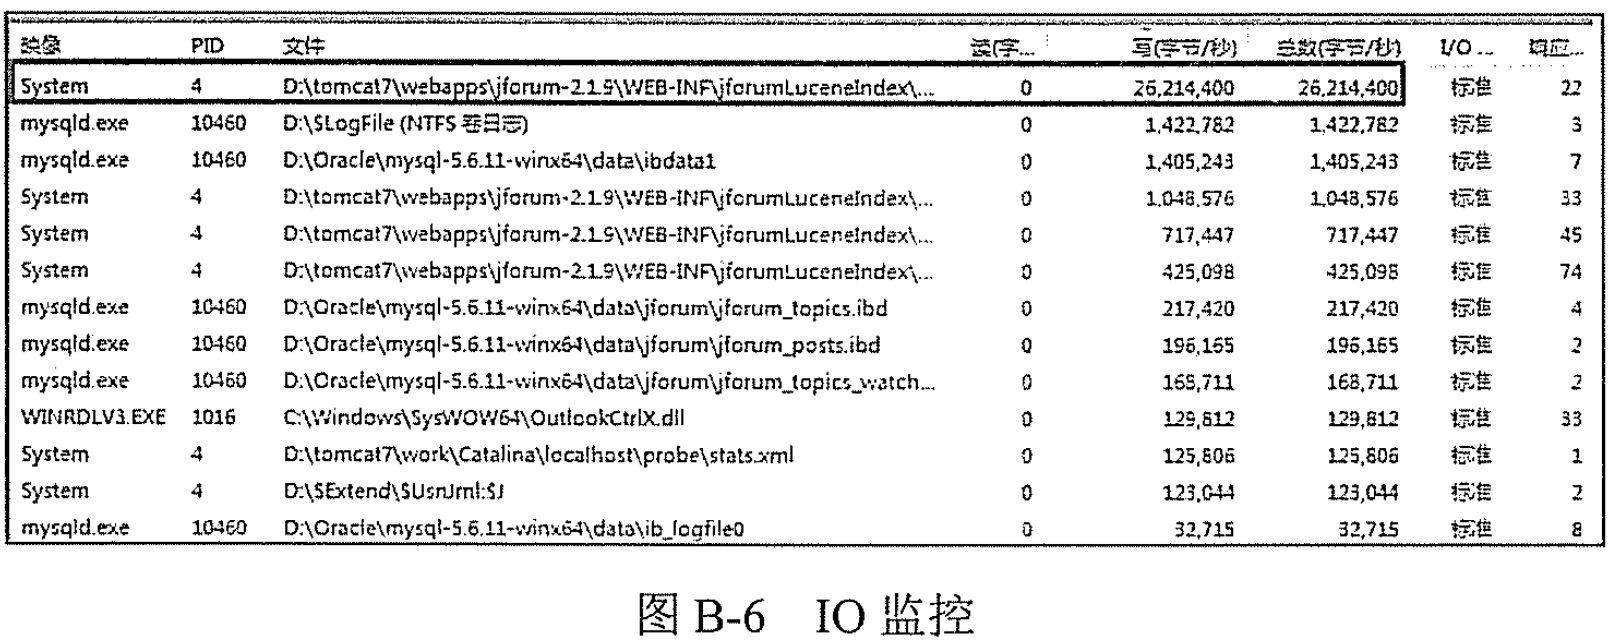 映像 PID 文件 读(字... 写(字节/秒) 总数(字节/秒) I/O ... 响应...
System 4 D:\tomcat7\webapps\jforum-2.1.9\WEB-INF\jforumLuceneIndex\... 0 26,214,400 26,214,400 标准 22
mysqld.exe 10460 D:\$LogFile (NTFS 卷日志) 0 1,422,782 1,422,782 标准 3
mysqld.exe 10460 D:\Oracle\mysql-5.6.11-winx64\data\ibdata1 0 1,405,243 1,405,243 标准 7
System 4 D:\tomcat7\webapps\jforum-2.1.9\WEB-INF\jforumLuceneIndex\... 0 1,048,576 1,048,576 标准 33
System 4 D:\tomcat7\webapps\jforum-2.1.9\WEB-INF\jforumLuceneIndex\... 0 717,447 717,447 标准 45
System 4 D:\tomcat7\webapps\jforum-2.1.9\WEB-INF\jforumLuceneIndex\... 0 425,098 425,098 标准 74
mysqld.exe 10460 D:\Oracle\mysql-5.6.11-winx64\data\jforum\jforum_topics.ibd 0 217,420 217,420 标准 4
mysqld.exe 10460 D:\Oracle\mysql-5.6.11-winx64\data\jforum\jforum_posts.ibd 0 196,165 196,165 标准 2
mysqld.exe 10460 D:\Oracle\mysql-5.6.11-winx64\data\jforum\jforum_topics_watch... 0 168,711 168,711 标准 2
WINRDLV3.EXE 1016 C:\Windows\SysWOW64\OutlookCtrlX.dll 0 129,812 129,812 标准 33
System 4 D:\tomcat7\work\Catalina\localhost\probe\stats.xml 0 125,806 125,806 标准 1
System 4 D:\$Extend\$UsnJrnl:$J 0 123,044 123,044 标准 2
mysqld.exe 10460 D:\Oracle\mysql-5.6.11-winx64\data\ib_logfile0 0 32,715 32,715 标准 8
图 B-6 IO 监控